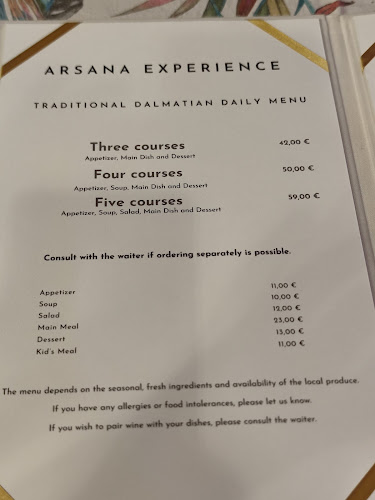 ARSANA EXPERIENCE
TRADITIONAL DALMATIAN DAILY MENU
Three courses 42,00 €
Appetizer, Main Dish and Dessert
Four courses 50,00 €
Appetizer, Soup, Main Dish and Dessert
Five courses 59,00 €
Appetizer, Soup, Salad, Main Dish and Dessert
Consult with the waiter if ordering separately is possible.
Appetizer 11,00 €
Soup 10,00 €
Salad 12,00 €
Main Meal 23,00 €
Dessert 13,00 €
Kid's Meal 11,00 €
The menu depends on the seasonal, fresh ingredients and availability of the local produce.
If you have any allergies or food intolerances, please let us know.
If you wish to pair wine with your dishes, please consult the waiter.